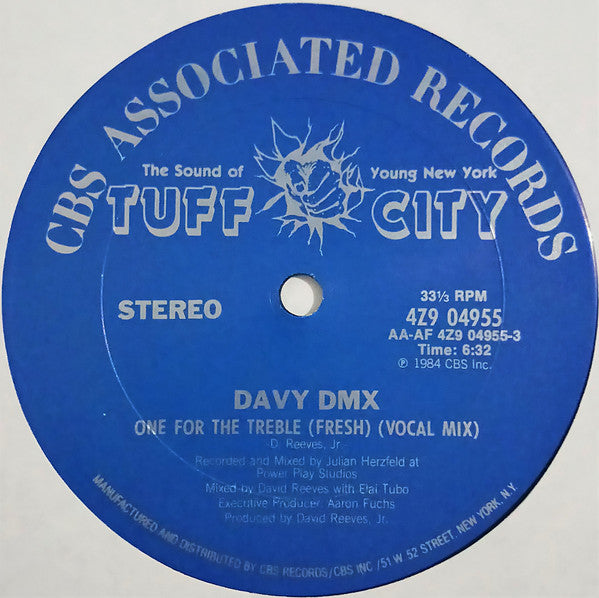 CBS ASSOCIATED RECORDS
The Sound of Young New York
TUFF CITY
STEREO
33⅓ RPM
4Z9 04955
AA-AF 4Z9 04955-3
Time: 6:32
℗ 1984 CBS Inc.
DAVY DMX
ONE FOR THE TREBLE (FRESH) (VOCAL MIX)
D. Reeves, Jr.
Recorded and Mixed by Julian Herzfeld at
Power Play Studios
Mixed by David Reeves with Elai Tubo
Executive Producer: Aaron Fuchs
Produced by David Reeves, Jr.
MANUFACTURED AND DISTRIBUTED BY CBS RECORDS/CBS INC./51 W. 52 STREET, NEW YORK, N.Y.